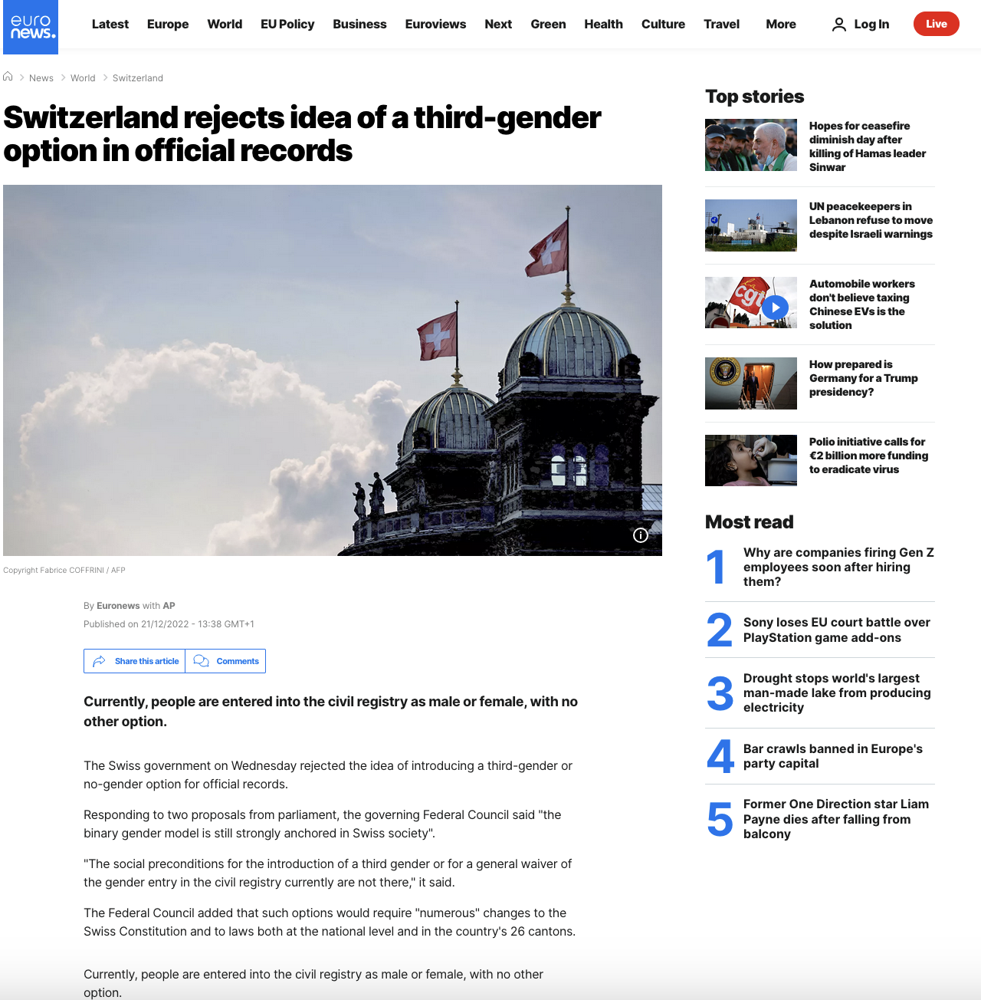 euro
news.
Latest Europe World EU Policy Business Euroviews Next Green Health Culture Travel More Log In Live
News World Switzerland
Switzerland rejects idea of a third-gender
option in official records
Copyright Fabrice COFFRINI / AFP
By Euronews with AP
Published on 21/12/2022 - 13:38 GMT+1
Share this article Comments
Currently, people are entered into the civil registry as male or female, with no
other option.
The Swiss government on Wednesday rejected the idea of introducing a third-gender or
no-gender option for official records.
Responding to two proposals from parliament, the governing Federal Council said "the
binary gender model is still strongly anchored in Swiss society".
"The social preconditions for the introduction of a third gender or for a general waiver of
the gender entry in the civil registry currently are not there," it said.
The Federal Council added that such options would require "numerous" changes to the
Swiss Constitution and to laws both at the national level and in the country's 26 cantons.
Currently, people are entered into the civil registry as male or female, with no other
option.
Top stories
Hopes for ceasefire
diminish day after
killing of Hamas leader
Sinwar
UN
UN peacekeepers in
Lebanon refuse to move
despite Israeli warnings
cgt
Automobile workers
don't believe taxing
Chinese EVs is the
solution
How prepared is
Germany for a Trump
presidency?
Polio initiative calls for
€2 billion more funding
to eradicate virus
Most read
1
Why are companies firing Gen Z
employees soon after hiring
them?
2
Sony loses EU court battle over
PlayStation game add-ons
3
Drought stops world's largest
man-made lake from producing
electricity
4
Bar crawls banned in Europe's
party capital
5
Former One Direction star Liam
Payne dies after falling from
balcony